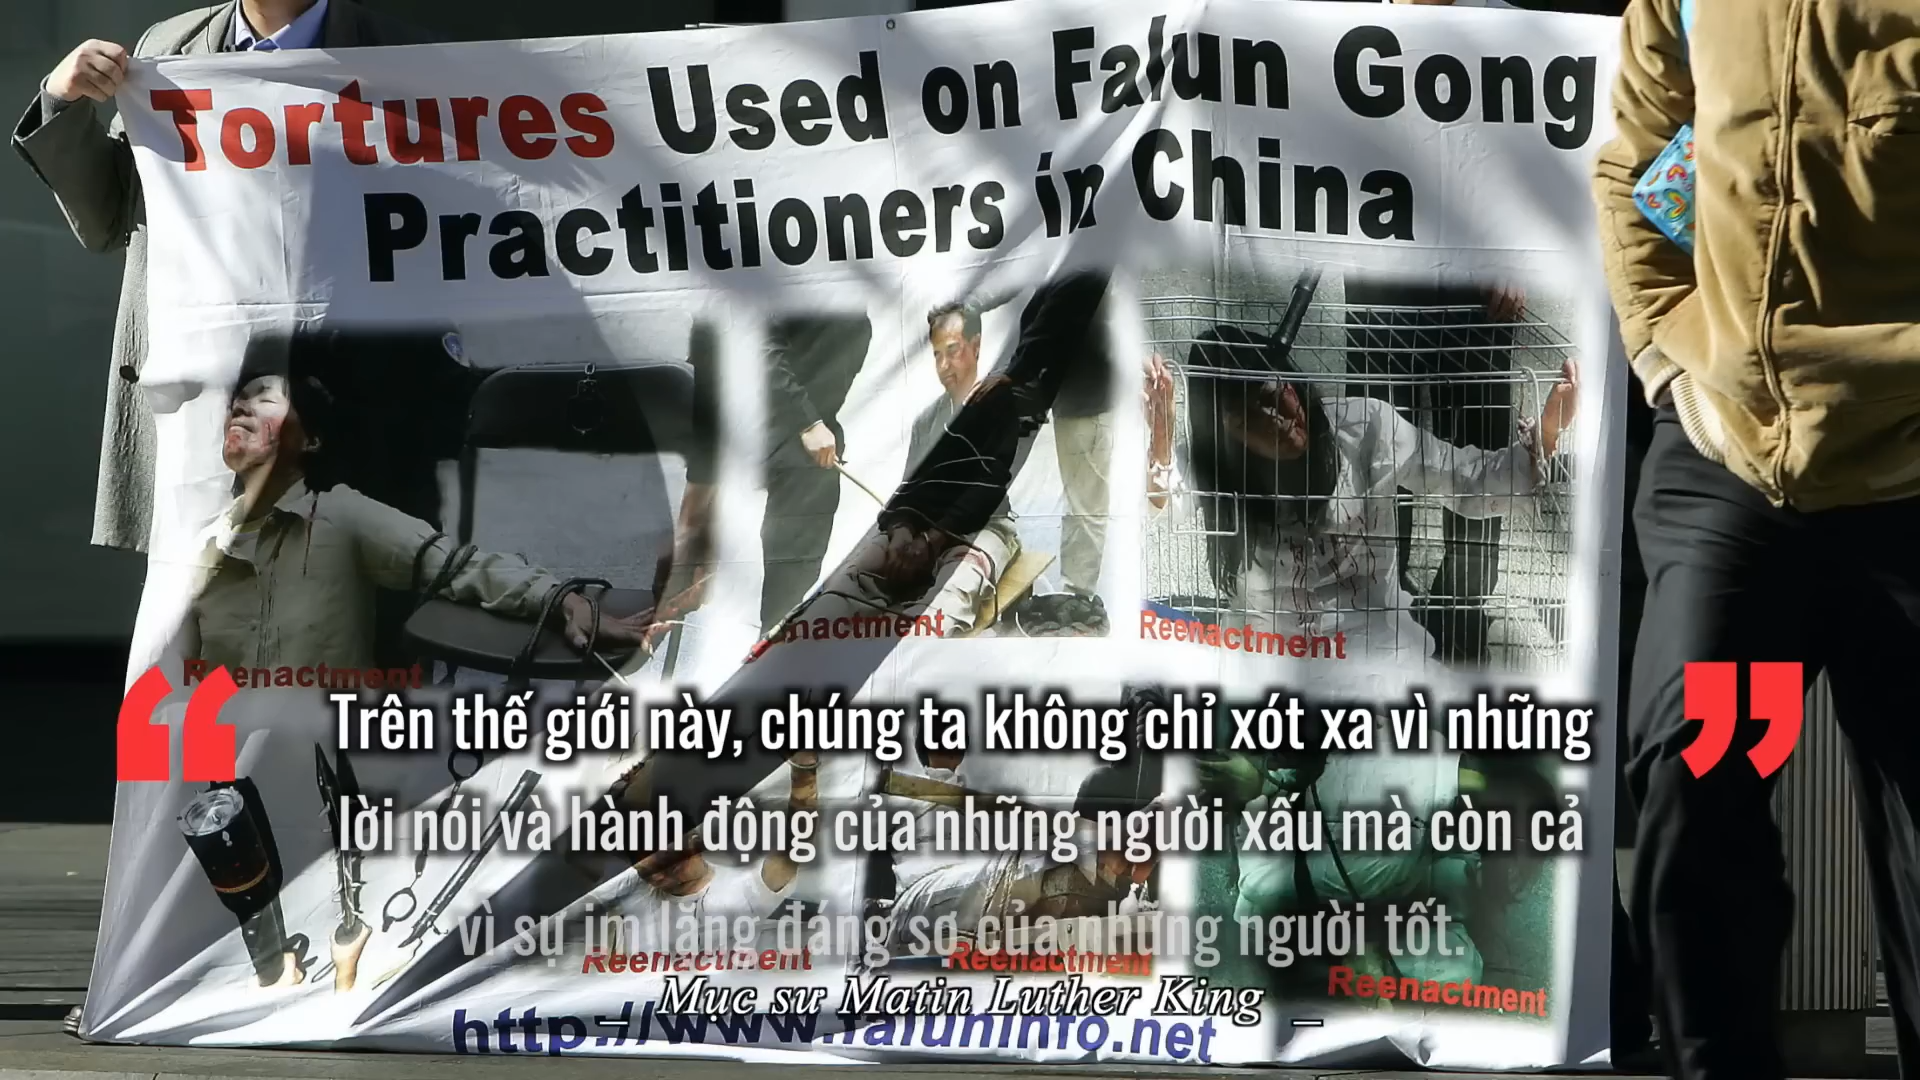 Tortures Used on Falun Gong
Practitioners in China
Reenactment
Reenactment
Reenactment
“ Trên thế giới này, chúng ta không chỉ xót xa vì những ”
lời nói và hành động của những người xấu mà còn cả
vì sự im lặng đáng sợ của những người tốt.
Reenactment
Reenactment
Reenactment
_ Mục sư Matin Luther King _
http://www.faluninfo.net